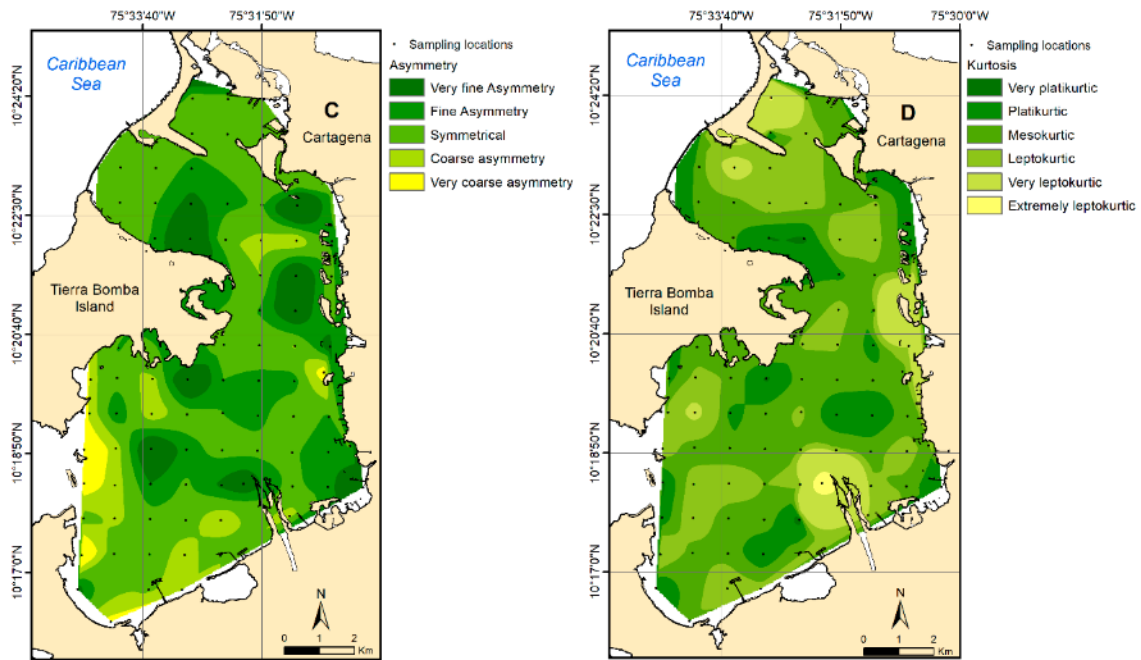 75°33'40"W
75°31'50"W
Caribbean
Sea
C
Cartagena
Tierra Bomba
Island
10°24'20"N
10°22'30"N
10°20'40"N
10°18'50"N
10°17'0"N
N
0 1 2
Km
Sampling locations
Asymmetry
Very fine Asymmetry
Fine Asymmetry
Symmetrical
Coarse asymmetry
Very coarse asymmetry
75°33'40"W
75°31'50"W
75°30'0"W
Caribbean
Sea
D
Cartagena
Tierra Bomba
Island
10°24'20"N
10°22'30"N
10°20'40"N
10°18'50"N
10°17'0"N
N
0 1 2
Km
Sampling locations
Kurtosis
Very platikurtic
Platikurtic
Mesokurtic
Leptokurtic
Very leptokurtic
Extremely leptokurtic